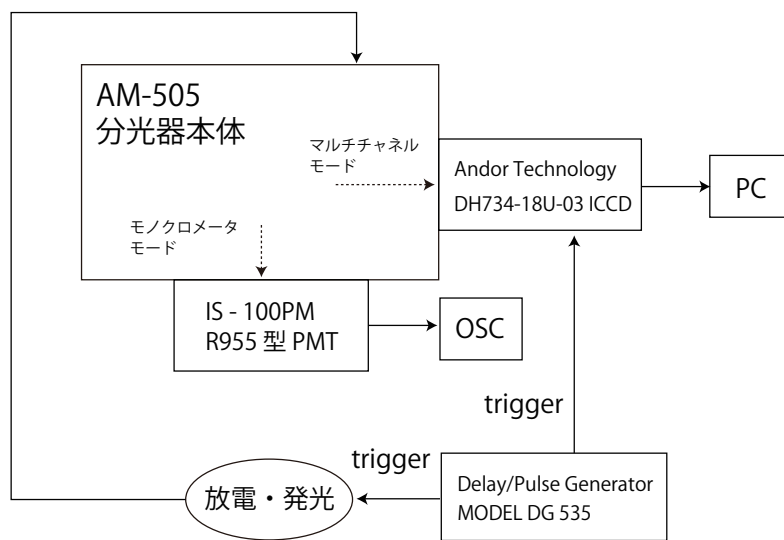 AM-505
分光器本体
マルチチャネル
モード
Andor Technology
DH734-18U-03 ICCD
PC
モノクロメータ
モード
IS - 100PM
R955 型 PMT
OSC
trigger
trigger
放電・発光
Delay/Pulse Generator
MODEL DG 535